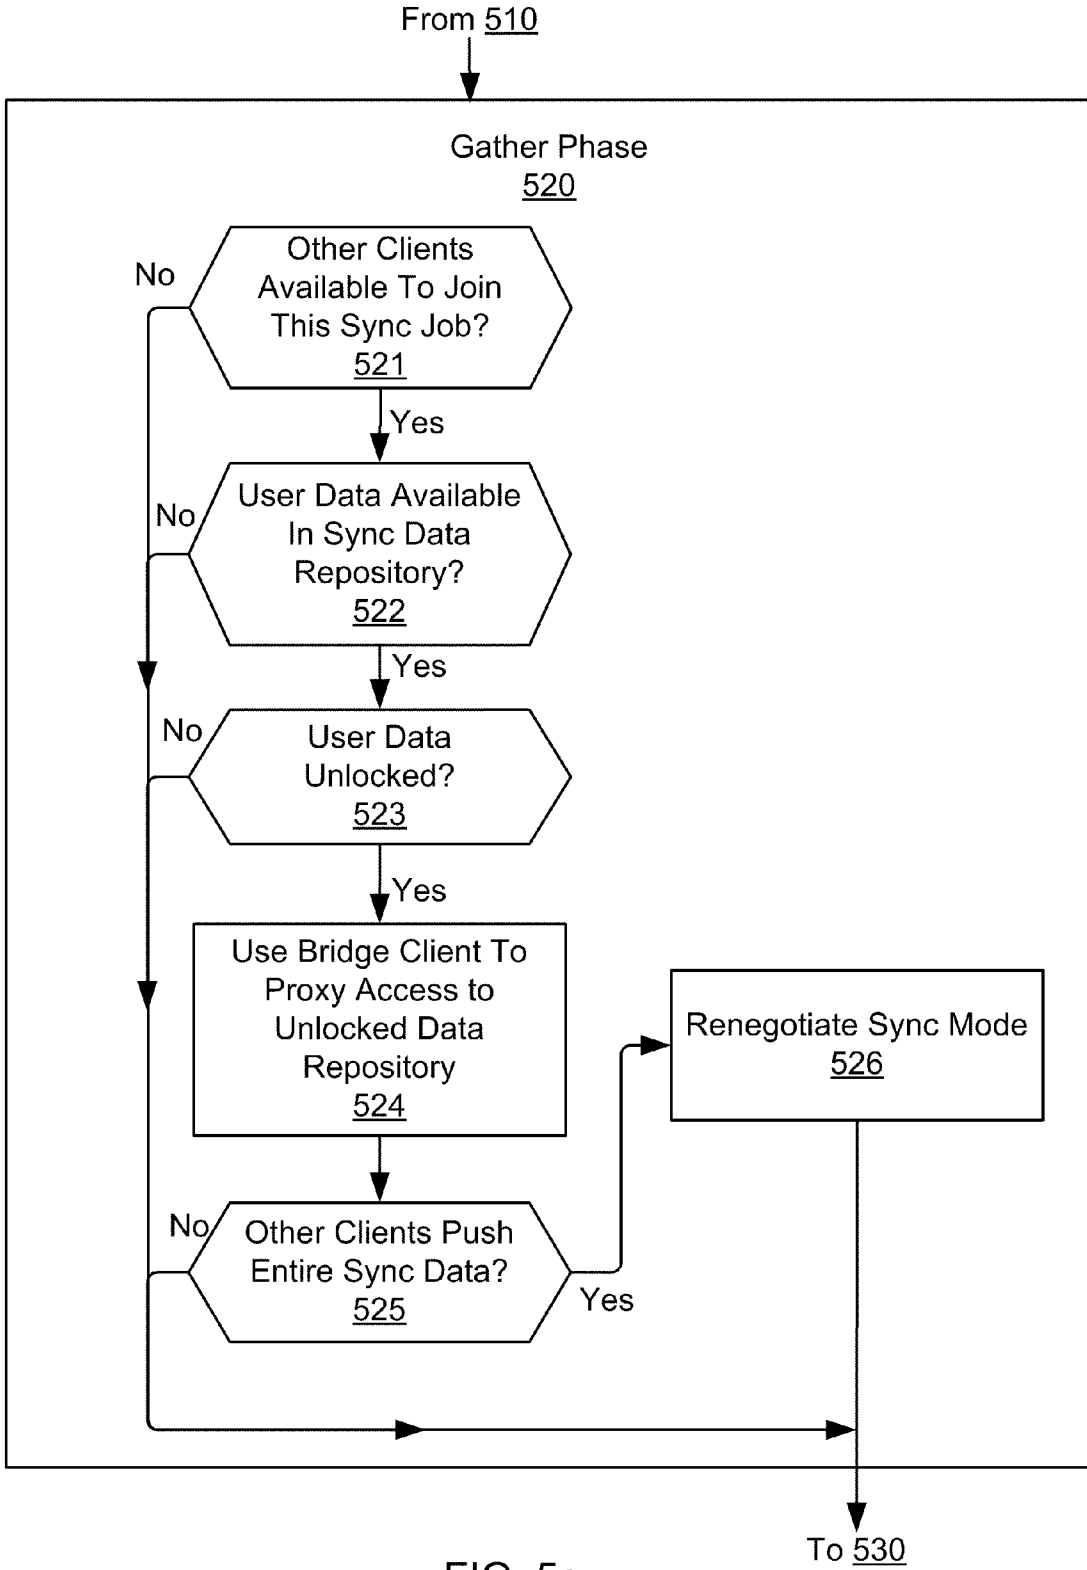 From 510
Gather Phase
520
Other Clients
Available To Join
This Sync Job?
521
No
Yes
User Data Available
In Sync Data
Repository?
522
No
Yes
User Data
Unlocked?
523
No
Yes
Use Bridge Client To
Proxy Access to
Unlocked Data
Repository
524
Renegotiate Sync Mode
526
Other Clients Push
Entire Sync Data?
525
No
Yes
To 530